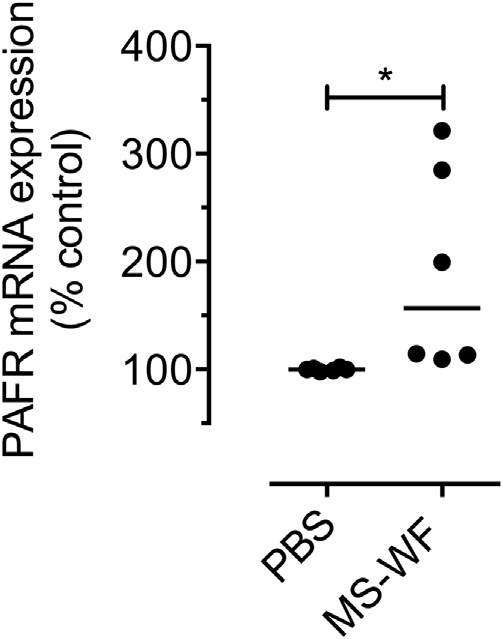 PAFR mRNA expression
(% control)
400
300
200
100
*
PBS
MS-WF